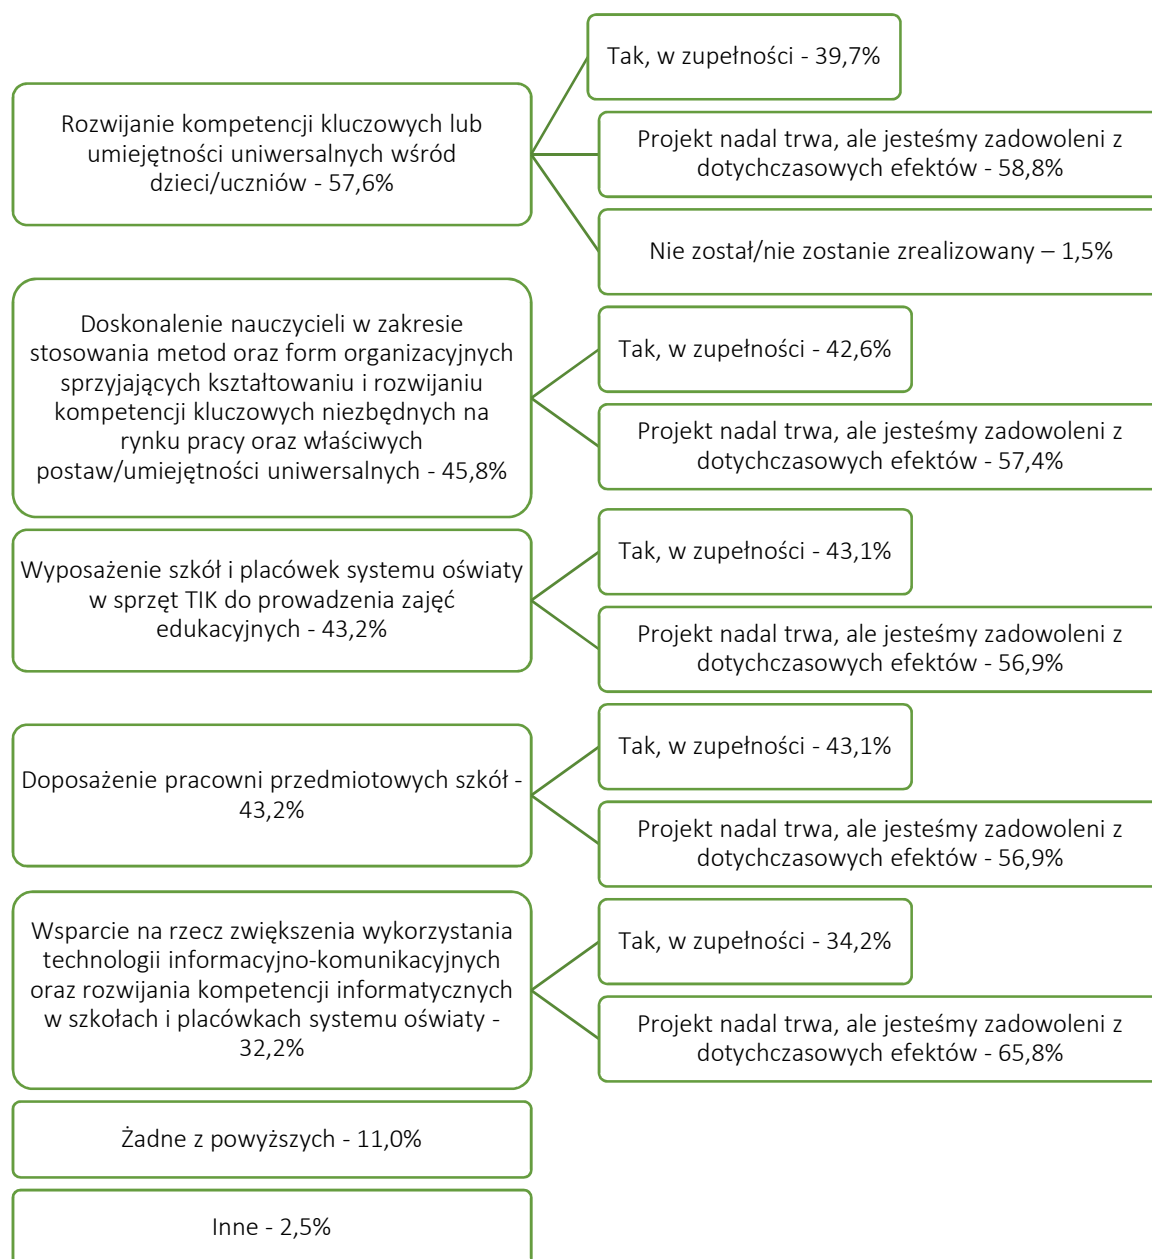 Rozwijanie kompetencji kluczowych lub
umiejętności uniwersalnych wśród
dzieci/uczniów - 57,6%
Tak, w zupełności - 39,7%
Projekt nadal trwa, ale jesteśmy zadowoleni z
dotychczasowych efektów - 58,8%
Nie został/nie zostanie zrealizowany – 1,5%
Doskonalenie nauczycieli w zakresie
stosowania metod oraz form organizacyjnych
sprzyjających kształtowaniu i rozwijaniu
kompetencji kluczowych niezbędnych na
rynku pracy oraz właściwych
postaw/umiejętności uniwersalnych - 45,8%
Tak, w zupełności - 42,6%
Projekt nadal trwa, ale jesteśmy zadowoleni z
dotychczasowych efektów - 57,4%
Wyposażenie szkół i placówek systemu oświaty
w sprzęt TIK do prowadzenia zajęć
edukacyjnych - 43,2%
Tak, w zupełności - 43,1%
Projekt nadal trwa, ale jesteśmy zadowoleni z
dotychczasowych efektów - 56,9%
Doposażenie pracowni przedmiotowych szkół -
43,2%
Tak, w zupełności - 43,1%
Projekt nadal trwa, ale jesteśmy zadowoleni z
dotychczasowych efektów - 56,9%
Wsparcie na rzecz zwiększenia wykorzystania
technologii informacyjno-komunikacyjnych
oraz rozwijania kompetencji informatycznych
w szkołach i placówkach systemu oświaty -
32,2%
Tak, w zupełności - 34,2%
Projekt nadal trwa, ale jesteśmy zadowoleni z
dotychczasowych efektów - 65,8%
Żadne z powyższych - 11,0%
Inne - 2,5%